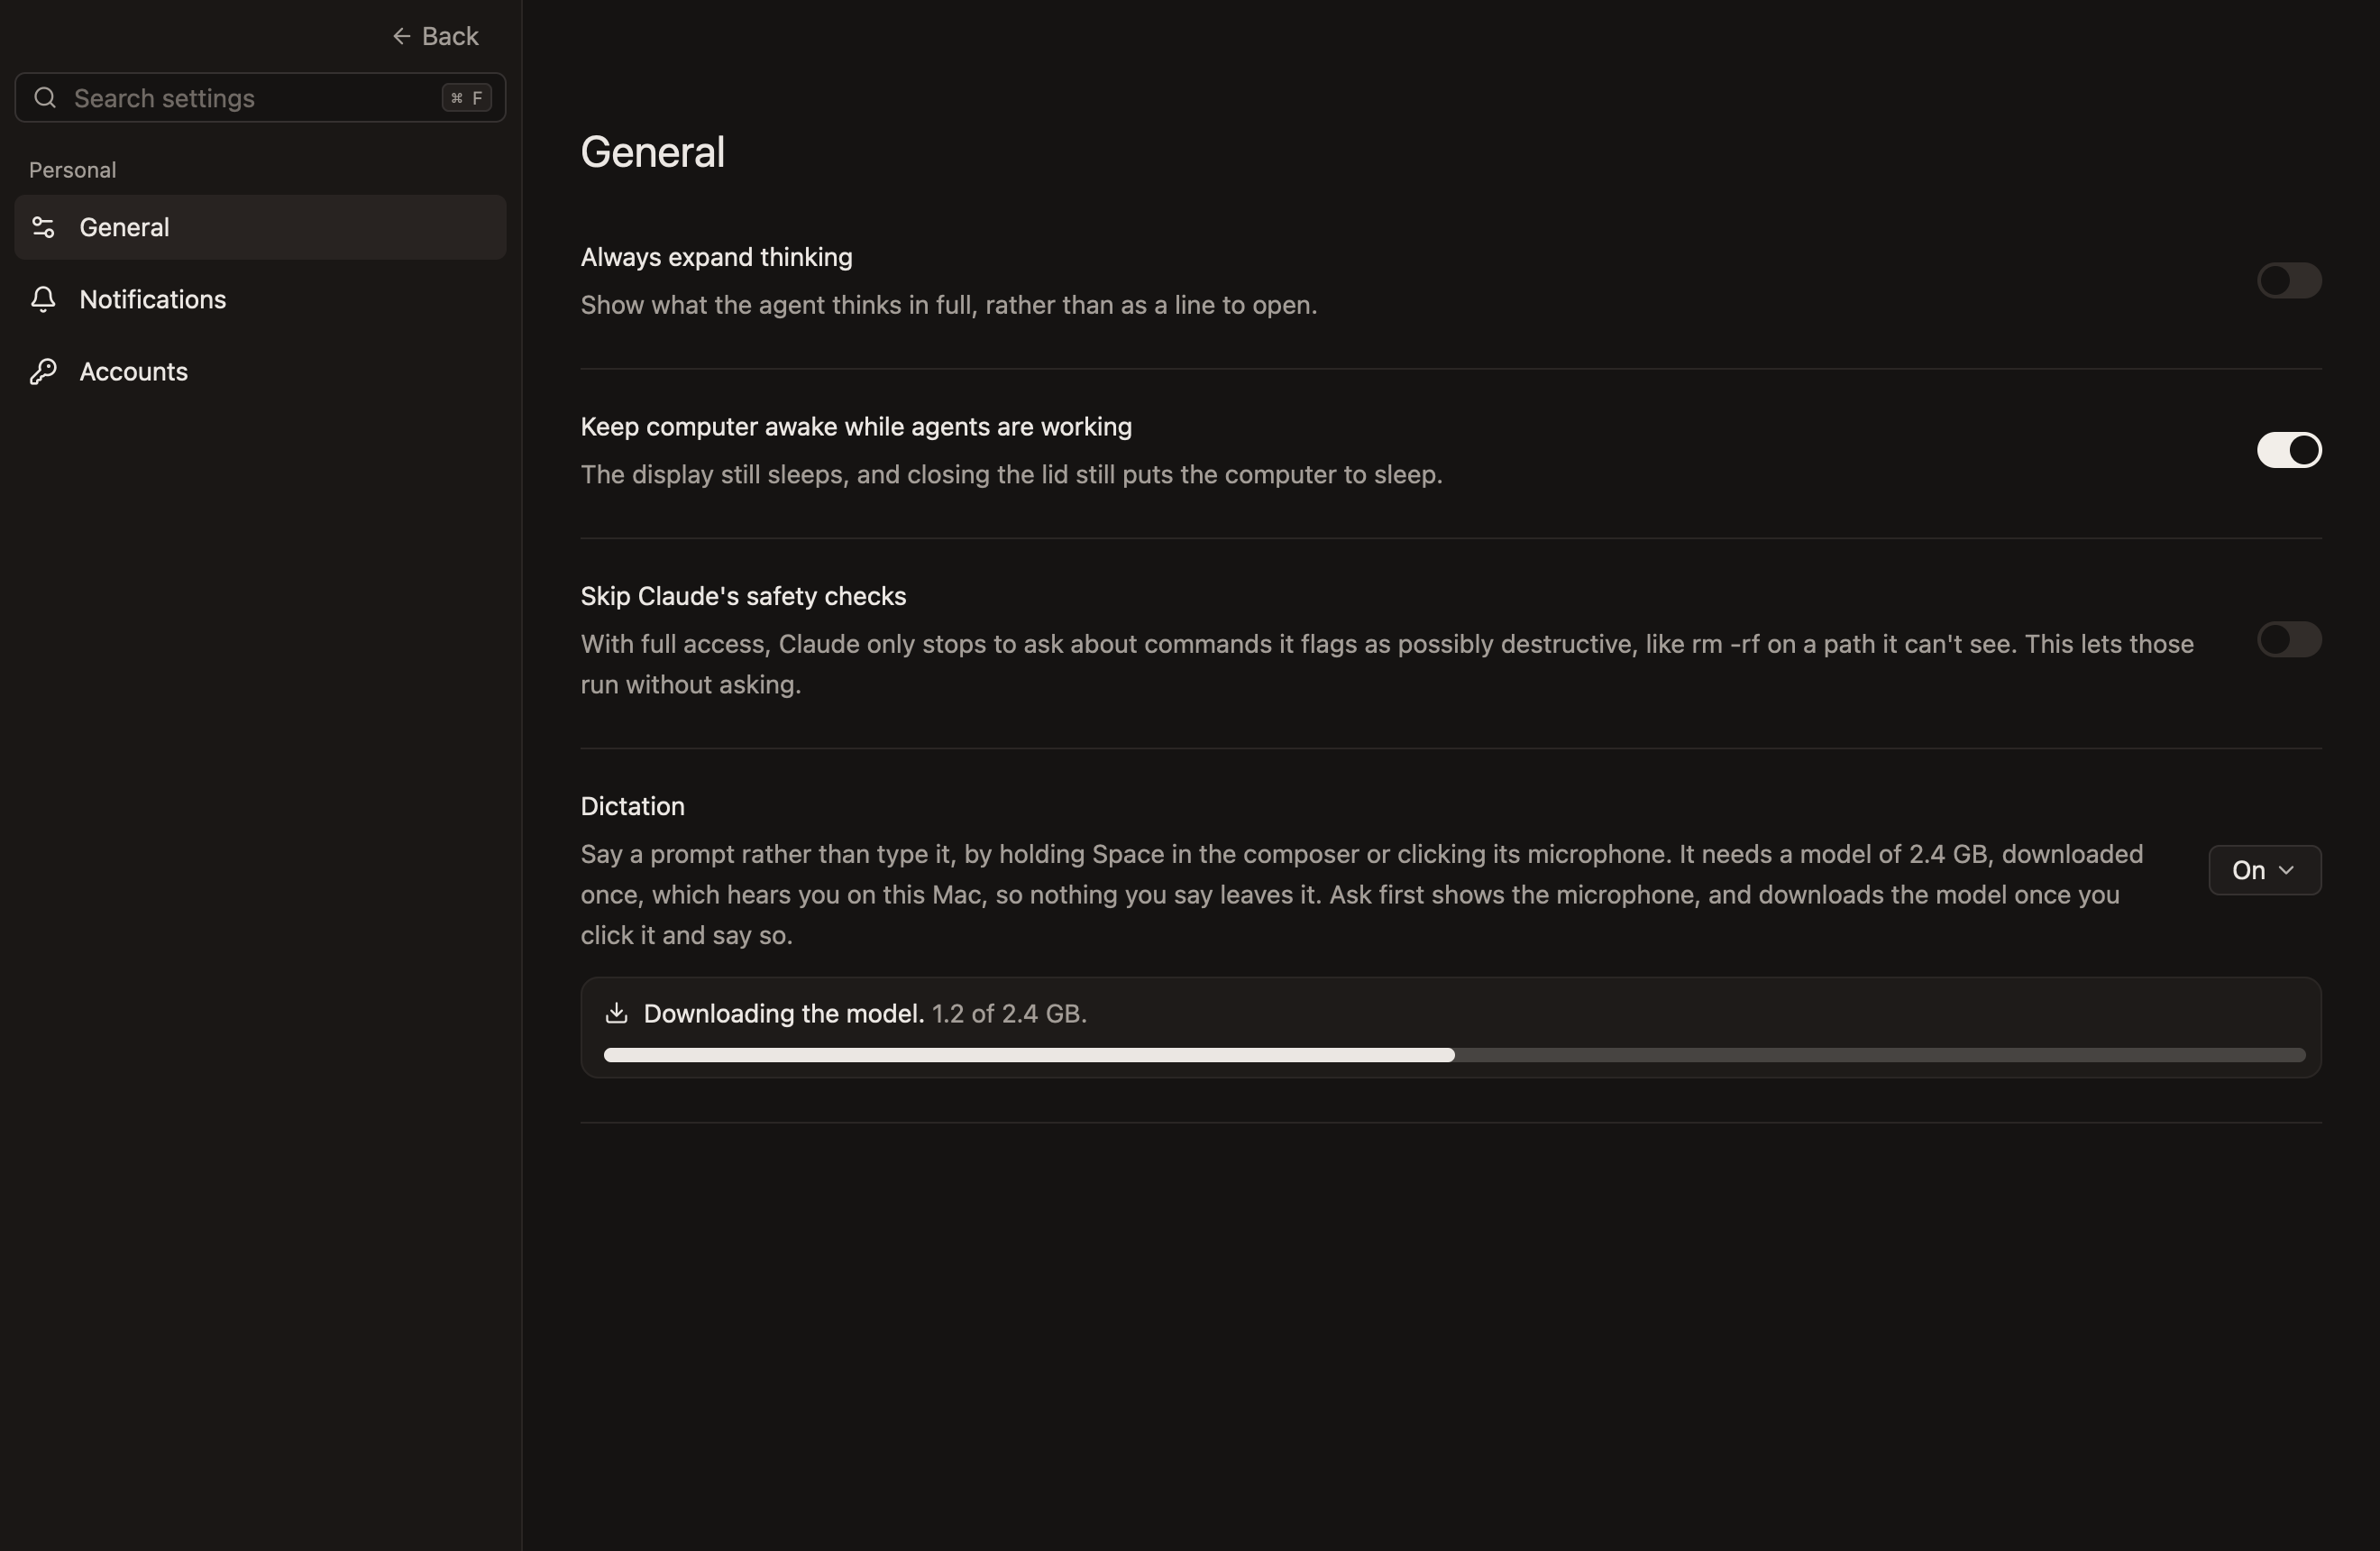 Back
Search settings
⌘ F
Personal
General
Notifications
Accounts
General
Always expand thinking
Show what the agent thinks in full, rather than as a line to open.
Keep computer awake while agents are working
The display still sleeps, and closing the lid still puts the computer to sleep.
Skip Claude's safety checks
With full access, Claude only stops to ask about commands it flags as possibly destructive, like rm -rf on a path it can't see. This lets those
run without asking.
Dictation
Say a prompt rather than type it, by holding Space in the composer or clicking its microphone. It needs a model of 2.4 GB, downloaded
once, which hears you on this Mac, so nothing you say leaves it. Ask first shows the microphone, and downloads the model once you
click it and say so.
On
Downloading the model. 1.2 of 2.4 GB.